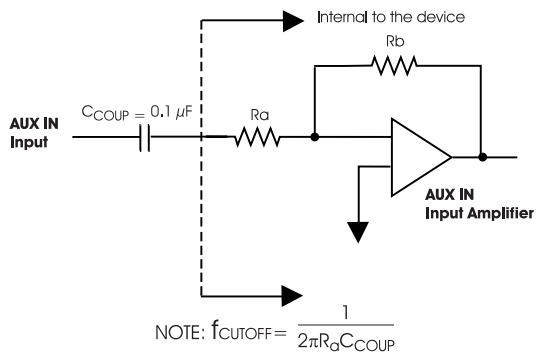 Internal to the device
Rb
C_COUP = 0.1 µF
Ra
AUX IN
Input
AUX IN
Input Amplifier
NOTE: f_CUTOFF = 1 / 2πR_aC_COUP